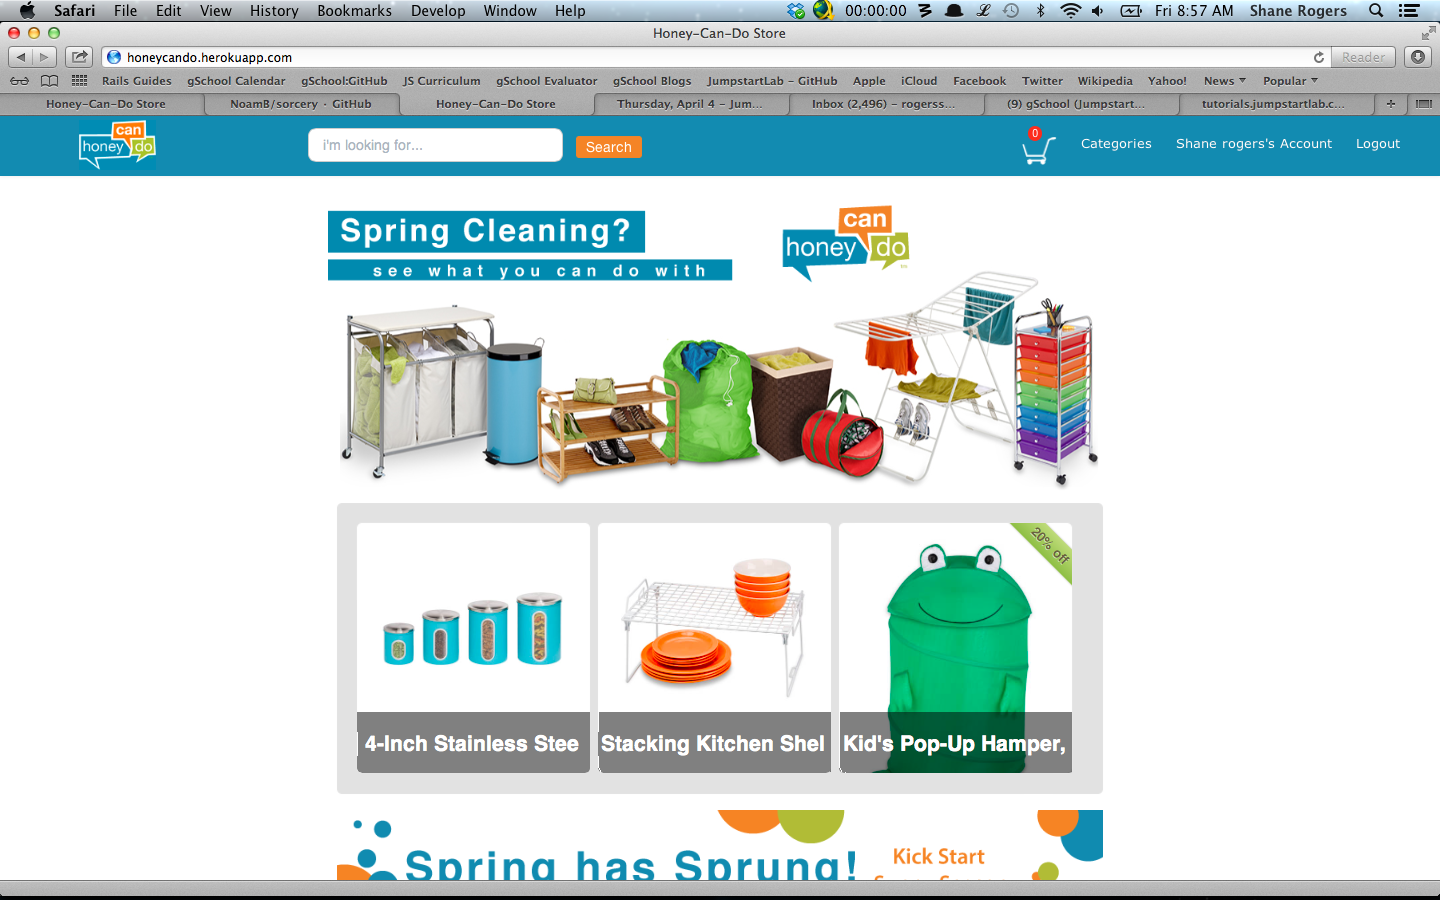 Safari File Edit View History Bookmarks Develop Window Help 00:00:00 Fri 8:57 AM Shane Rogers
Honey-Can-Do Store
honeycando.herokuapp.com Reader
Rails Guides gSchool Calendar gSchool:GitHub JS Curriculum gSchool Evaluator gSchool Blogs JumpstartLab - GitHub Apple iCloud Facebook Twitter Wikipedia Yahoo! News Popular
Honey-Can-Do Store Noam8/sorcery · GitHub Honey-Can-Do Store Thursday, April 4 - Jum... Inbox (2,496) - rogerss... (9) gSchool (Jumpstart... tutorials.jumpstartlab.c...
honey can do
i'm looking for... Search 0 Categories Shane rogers's Account Logout
Spring Cleaning?
see what you can do with
honey can do
20% off
4-Inch Stainless Stee Stacking Kitchen Shel Kid's Pop-Up Hamper,
Spring has Sprung! Kick Start